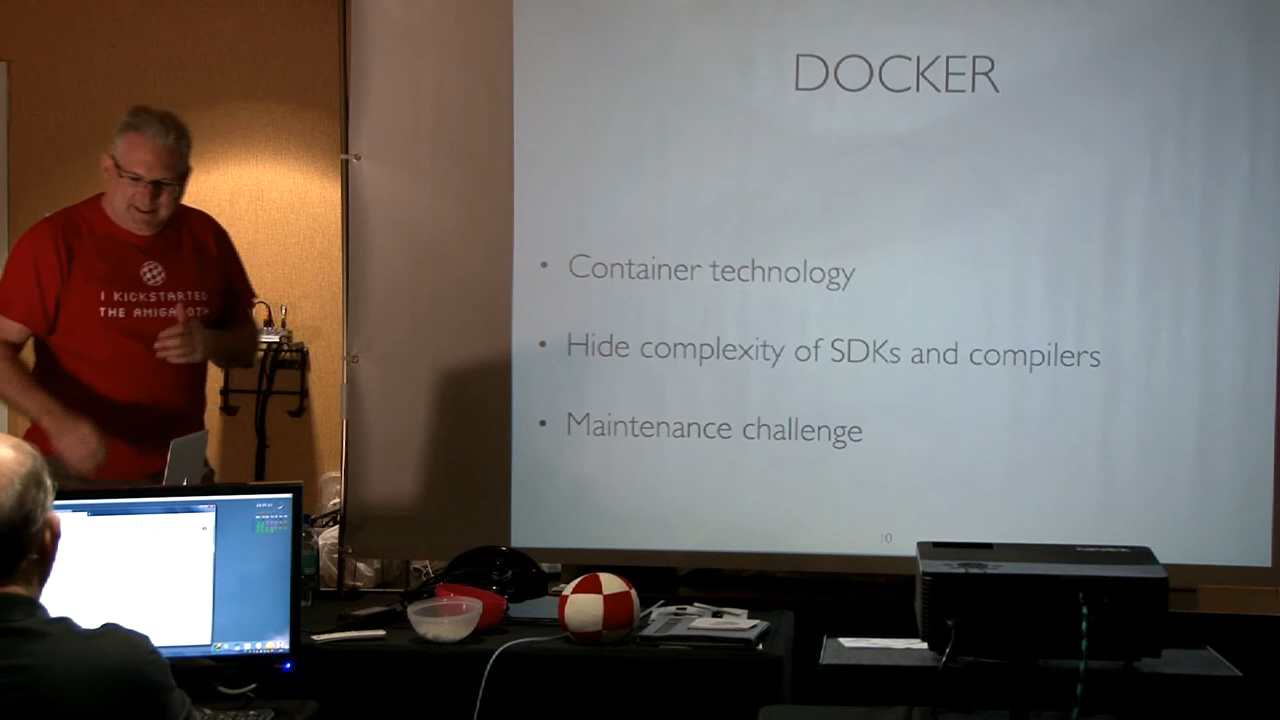 DOCKER
• Container technology
• Hide complexity of SDKs and compilers
• Maintenance challenge
10
I KICKSTARTED
THE AMIGA